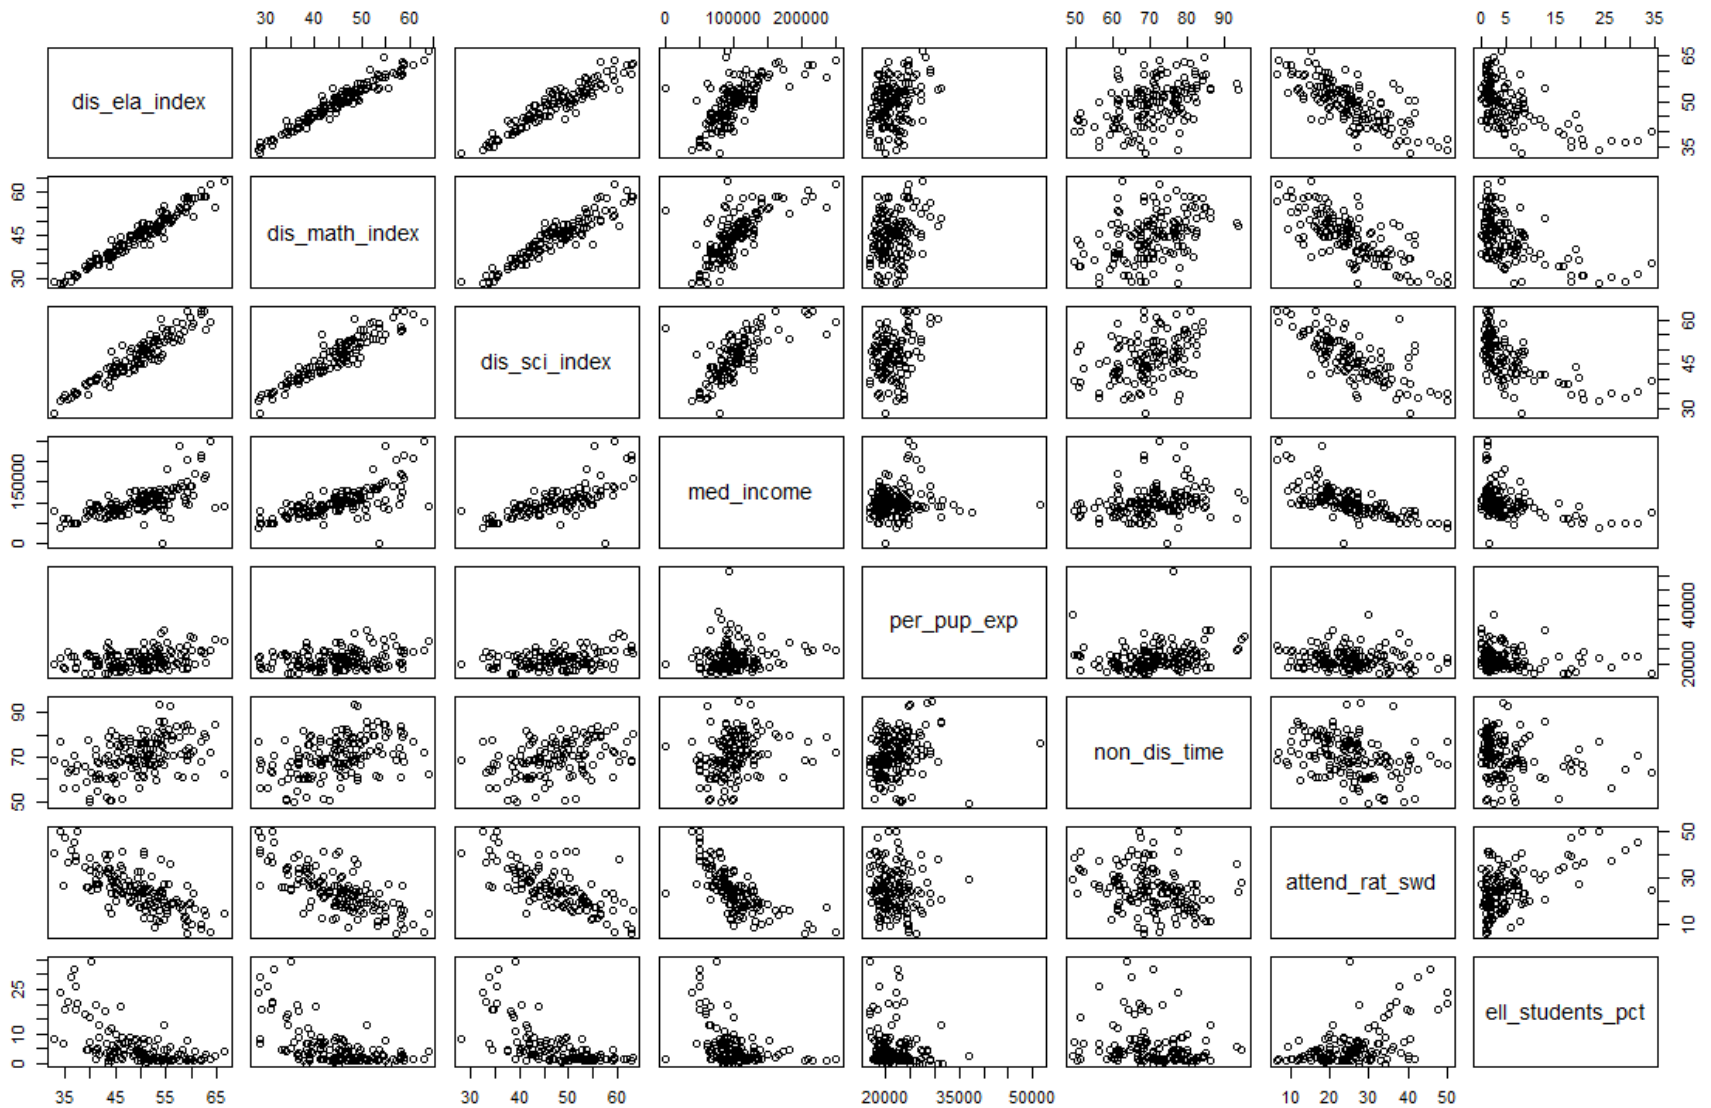 30 40 50 60 0 100000 200000 50 60 70 80 90 0 5 15 25 35
dis_ela_index
35 50 65
30 45 60
dis_math_index
dis_sci_index
30 45 60
0 150000
med_income
per_pup_exp
20000 40000
50 70 90
non_dis_time
attend_rat_swd
10 30 50
0 10 25
ell_students_pct
35 45 55 65 30 40 50 60 20000 35000 50000 10 20 30 40 50